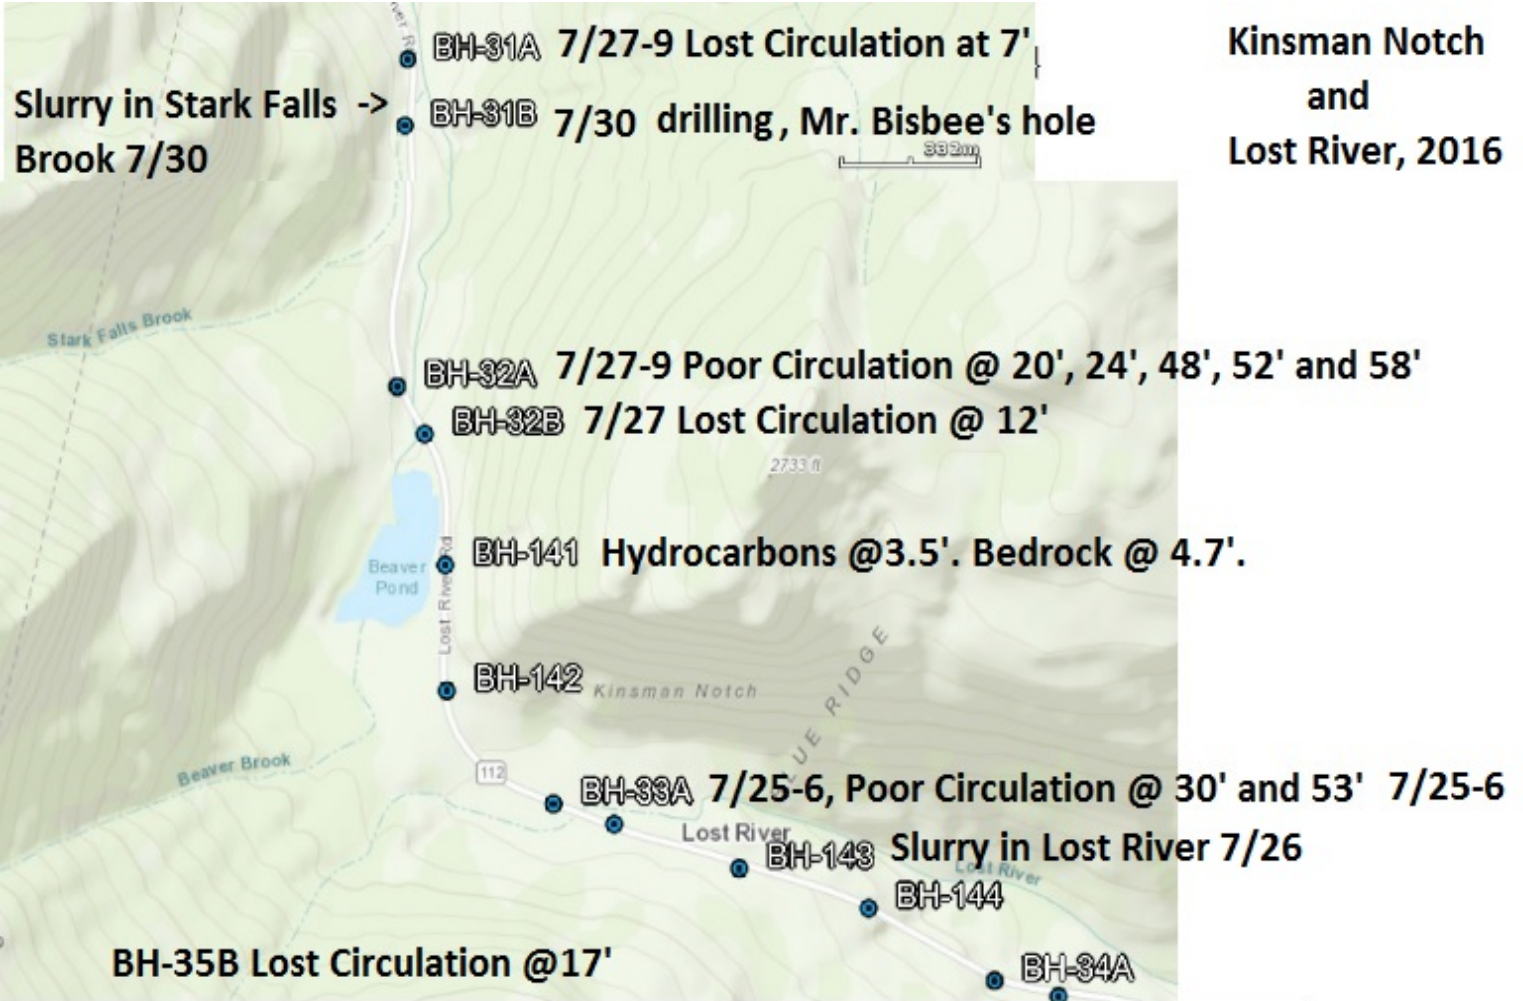 BH-31A 7/27-9 Lost Circulation at 7'
Kinsman Notch
and
Lost River, 2016
Slurry in Stark Falls ->
Brook 7/30
BH-31B 7/30 drilling, Mr. Bisbee's hole
332m
Stark Falls Brook
BH-32A 7/27-9 Poor Circulation @ 20', 24', 48', 52' and 58'
BH-32B 7/27 Lost Circulation @ 12'
2733 ft
BH-141 Hydrocarbons @3.5'. Bedrock @ 4.7'.
Beaver
Pond
Lost River Rd
BH-142
Kinsman Notch
BLUE RIDGE
Beaver Brook
112
BH-33A 7/25-6, Poor Circulation @ 30' and 53' 7/25-6
Lost River
BH-143 Slurry in Lost River 7/26
Lost River
BH-144
BH-35B Lost Circulation @17'
BH-34A